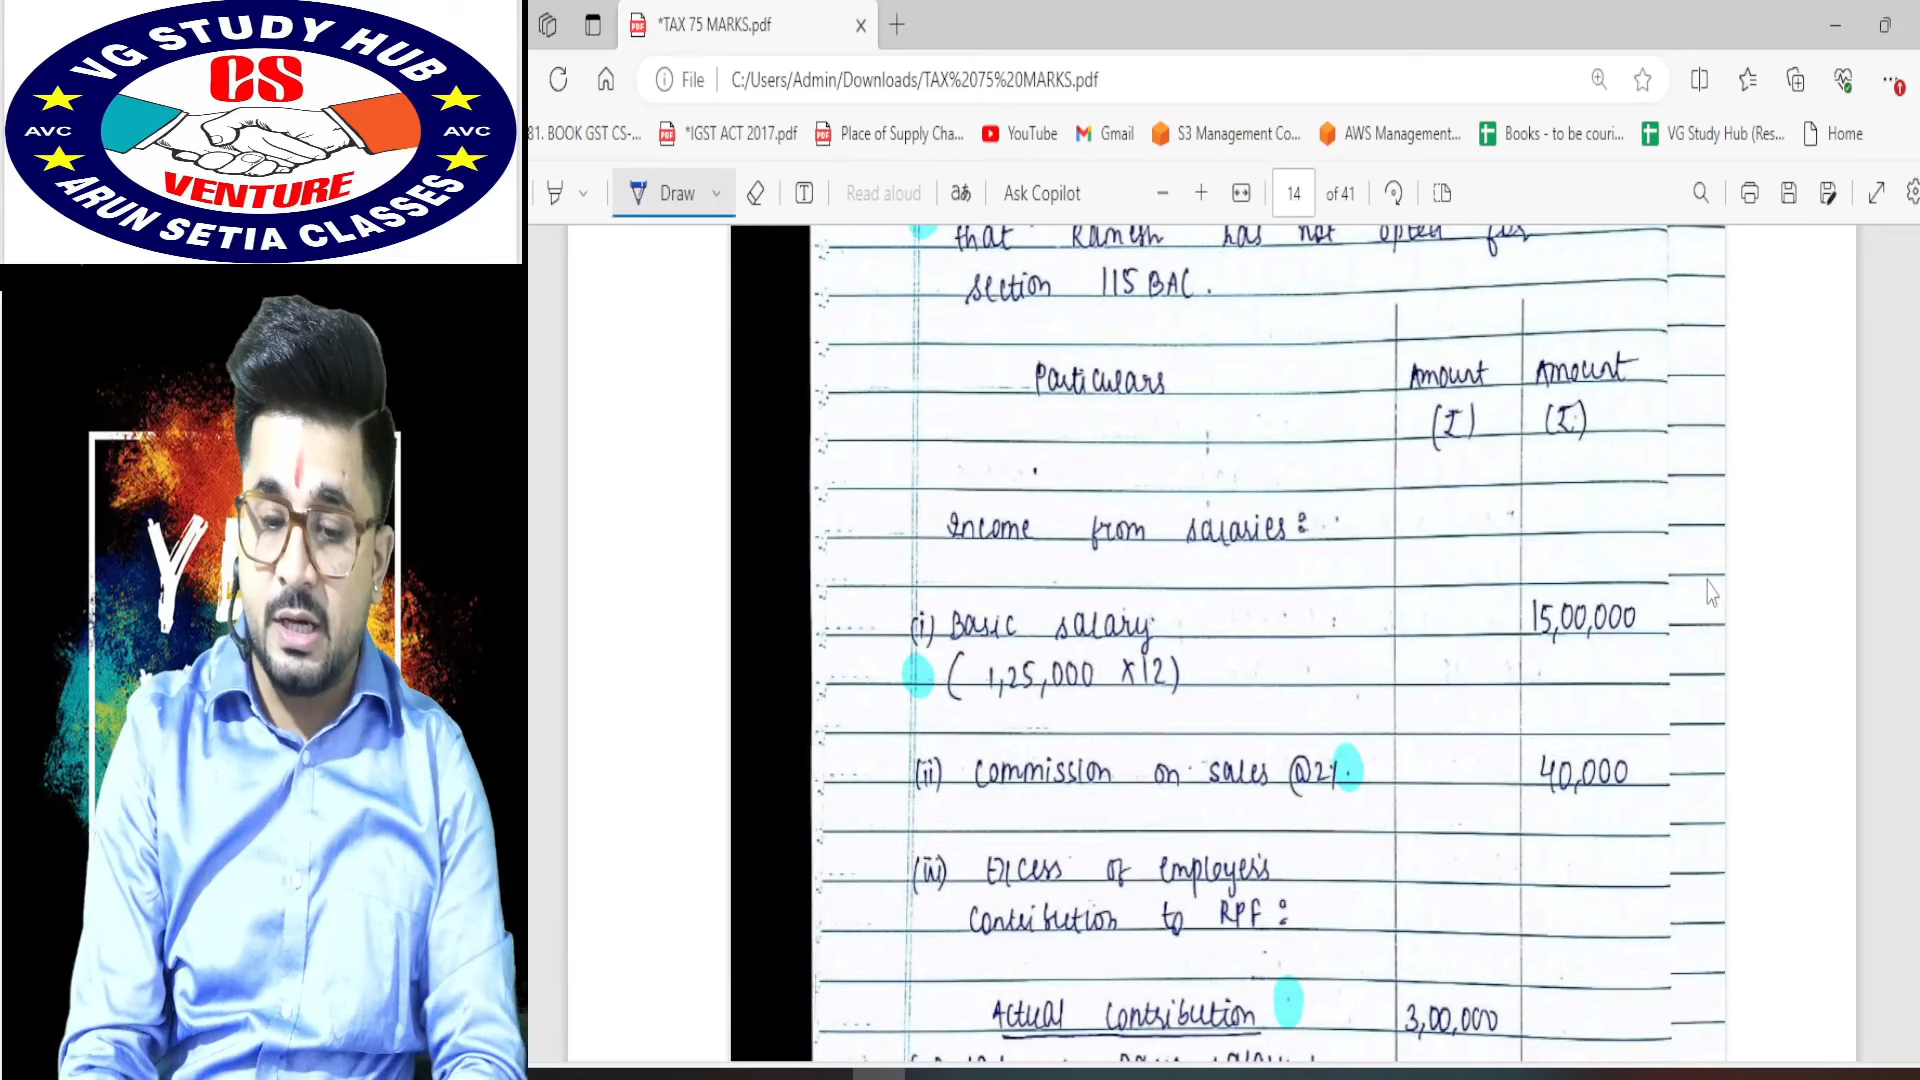 VG STUDY HUB
CS
AVC
AVC
VENTURE
ARUN SETIA CLASSES
*TAX 75 MARKS.pdf
File
C:/Users/Admin/Downloads/TAX%2075%20MARKS.pdf
31. BOOK GST CS-...
*IGST ACT 2017.pdf
Place of Supply Cha...
YouTube
Gmail
S3 Management Co...
AWS Management...
Books - to be couri...
VG Study Hub (Res...
Home
Draw
Read aloud
Ask Copilot
14 of 41
that Ramesh has not opted for
section 115 BAC.
Particulars
Amount
(₹)
Amount
(₹)
Income from salaries:
(i) Basic salary
15,00,000
(1,25,000 X12)
(ii) Commission on sales @2%.
40,000
(iii) Excess of employer's
contribution to RPF:
Actual contribution
3,00,000